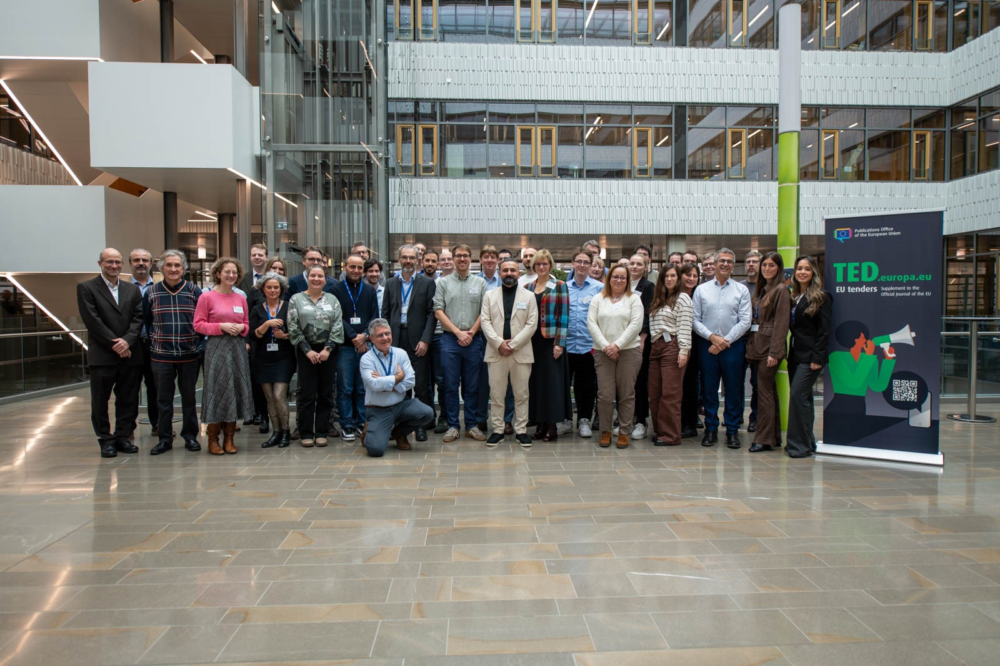 Publications Office
of the European Union
TED.europa.eu
EU tenders
Supplement to the
Official Journal of the EU